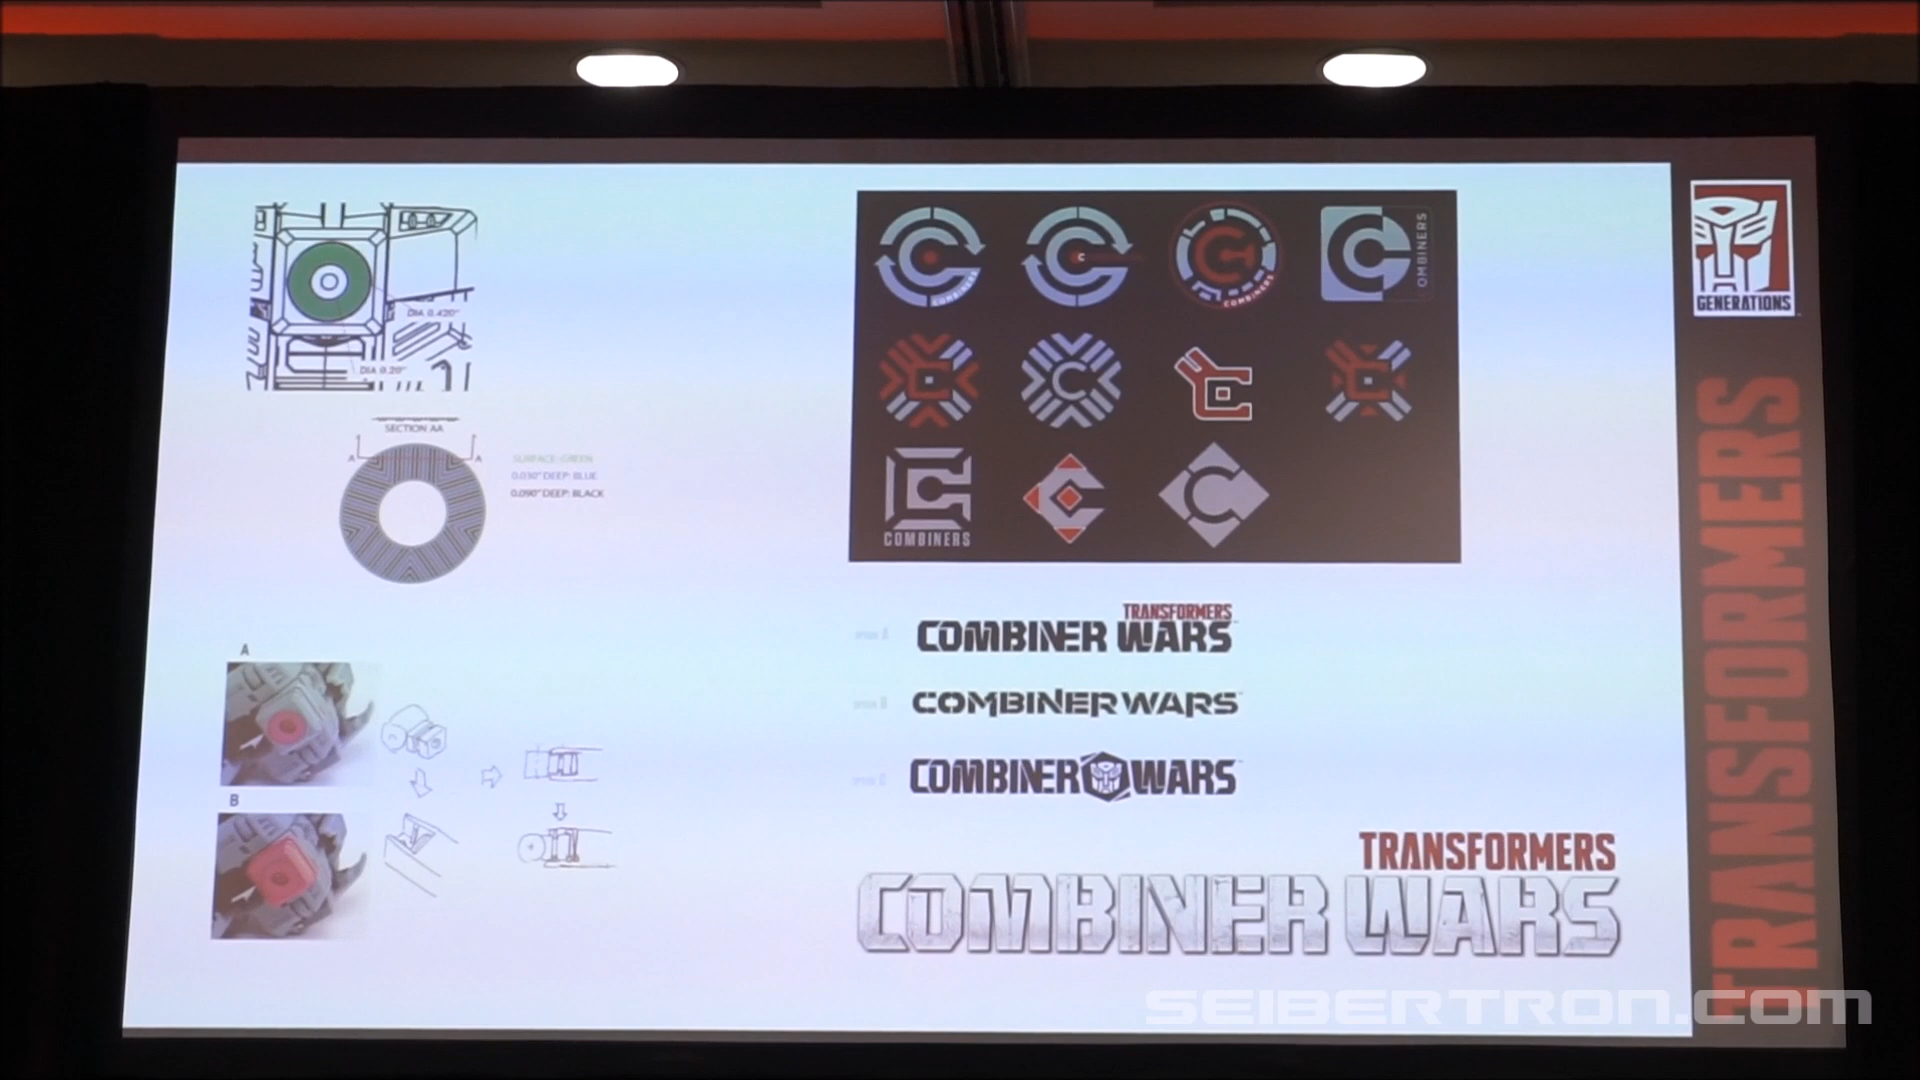 DIA 0.420"
DIA 0.20"
SECTION AA
A
A
SURFACE: GREEN
0.030" DEEP: BLUE
0.090" DEEP: BLACK
A
B
COMBINERS
C
COMBINERS
COMBINERS
C
COMBINERS
TRANSFORMERS
COMBINER WARS
COMBINER WARS
COMBINER WARS
TRANSFORMERS
COMBINER WARS
GENERATIONS
TRANSFORMERS
SEIBERTRON.COM